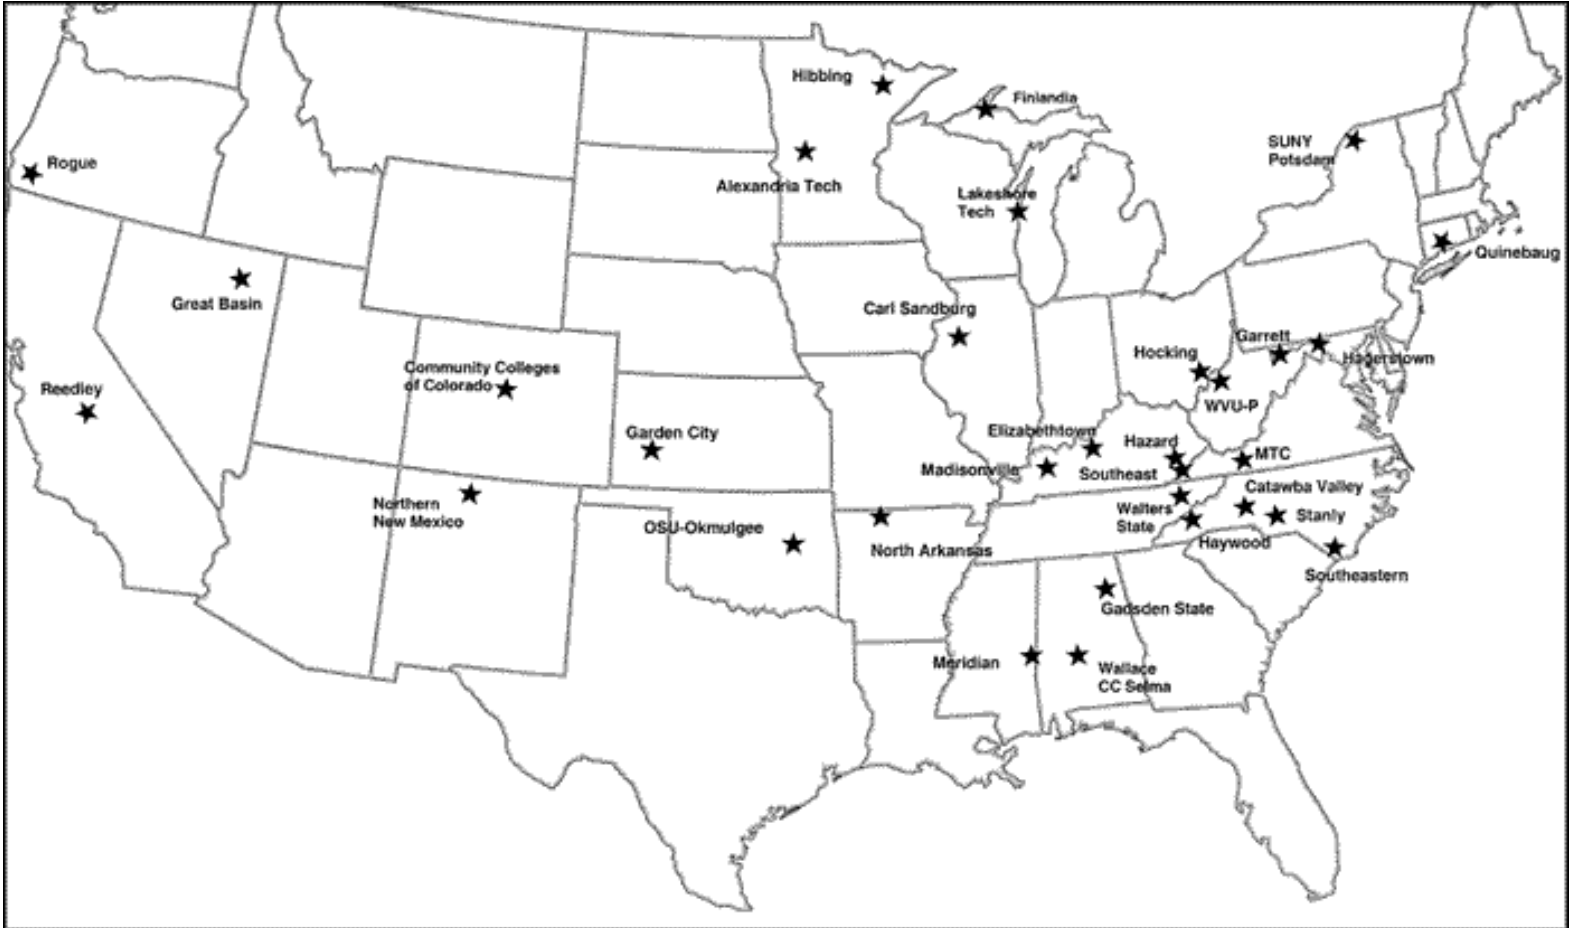 Hibbing
Finlandia
SUNY
Potsdam
Rogue
Alexandria Tech
Lakeshore
Tech
Quinebaug
Great Basin
Carl Sandburg
Garrett
Hocking
Hagerstown
Community Colleges
of Colorado
Reedley
WVU-P
Garden City
Elizabethtown
Hazard
MTC
Madisonville
Southeast
Catawba Valley
Northern
New Mexico
Walters
State
Stanly
OSU-Okmulgee
North Arkansas
Haywood
Southeastern
Gadsden State
Meridian
Wallace
CC Selma